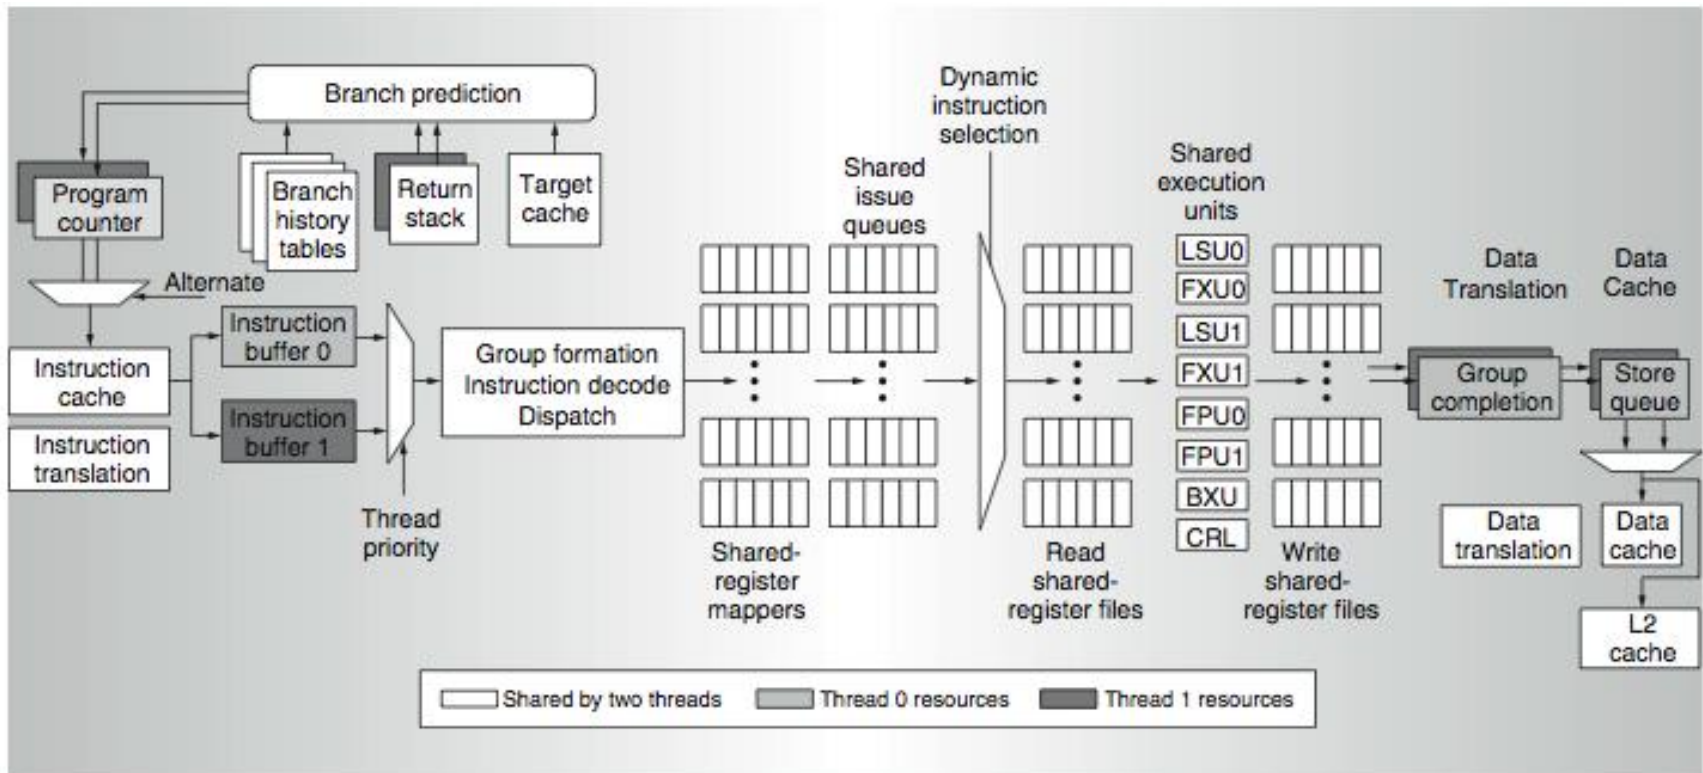 Branch prediction
Program
counter
Branch
history
tables
Return
stack
Target
cache
Alternate
Instruction
cache
Instruction
translation
Instruction
buffer 0
Instruction
buffer 1
Thread
priority
Group formation
Instruction decode
Dispatch
Shared-
register
mappers
Shared
issue
queues
Dynamic
instruction
selection
Read
shared-
register files
Shared
execution
units
LSU0
FXU0
LSU1
FXU1
FPU0
FPU1
BXU
CRL
Write
shared-
register files
Data
Translation
Data
Cache
Group
completion
Store
queue
Data
translation
Data
cache
L2
cache
Shared by two threads
Thread 0 resources
Thread 1 resources